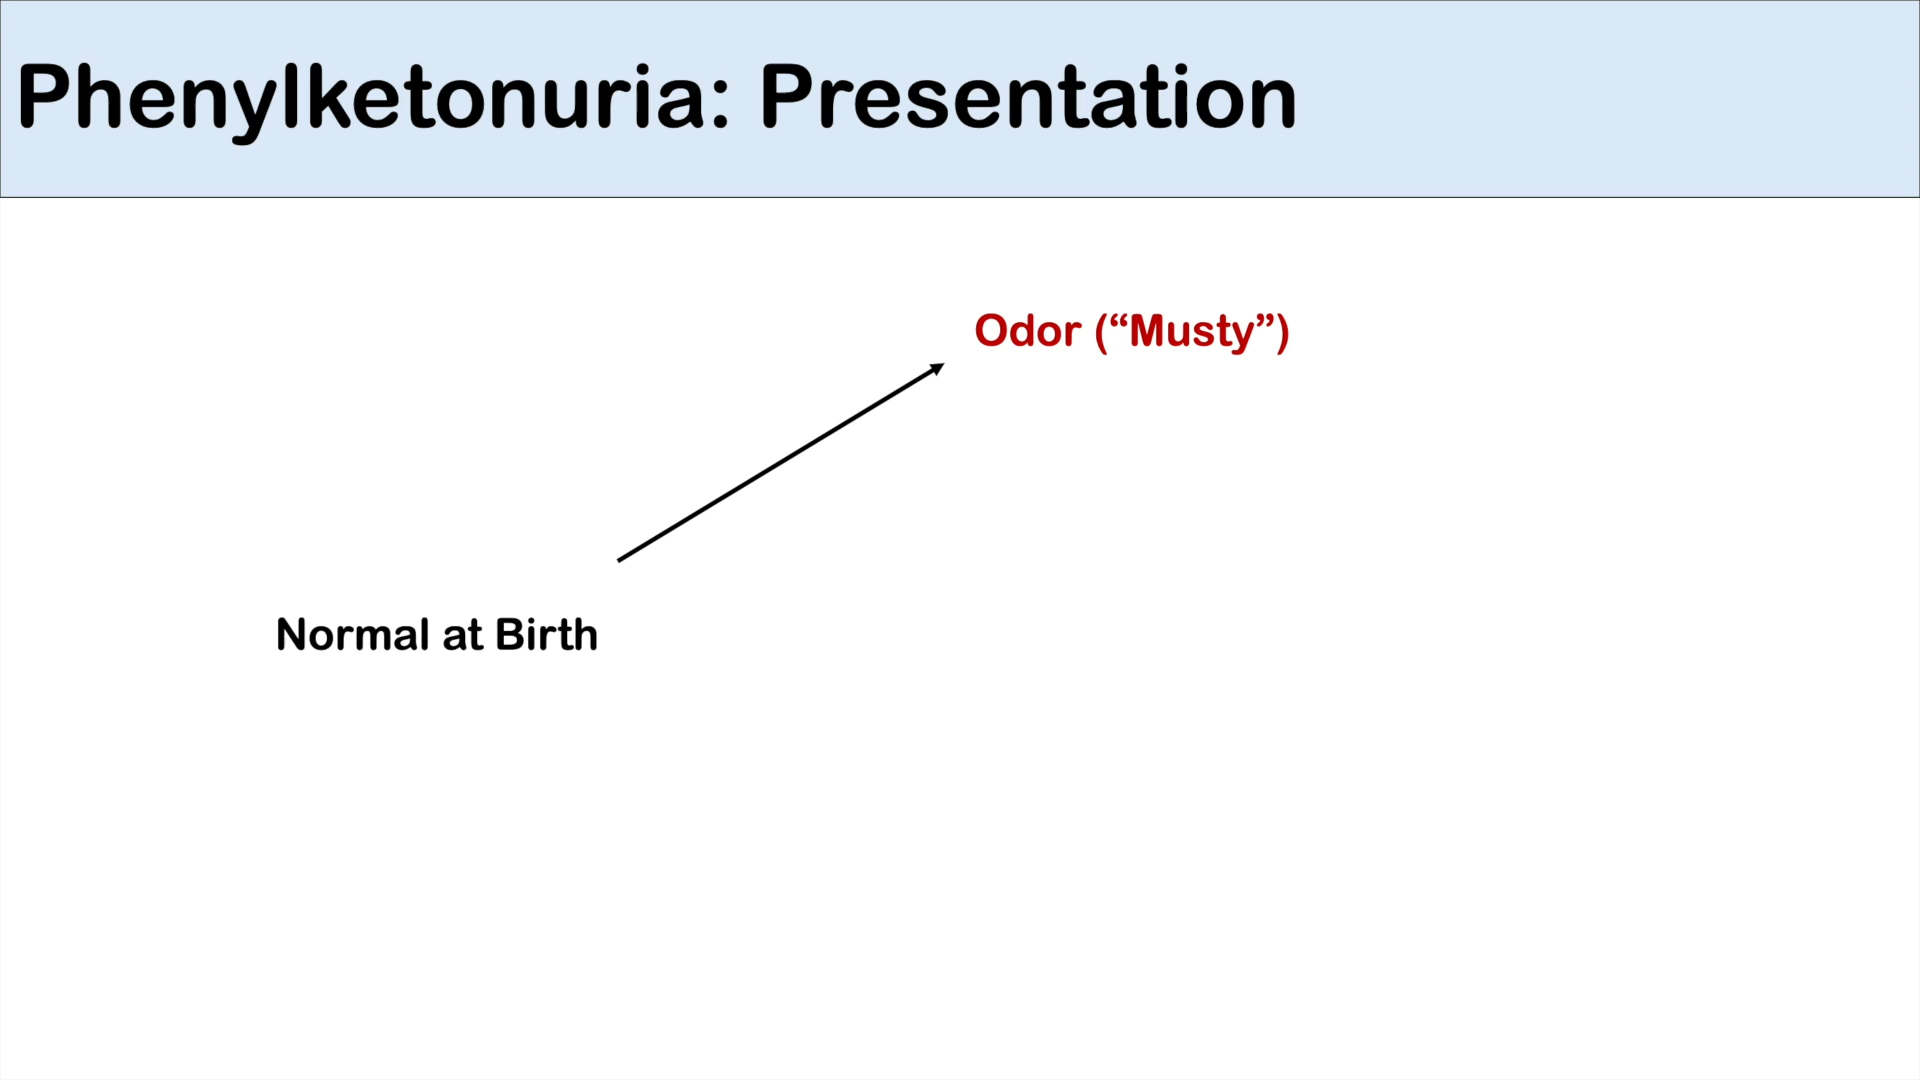 Phenylketonuria: Presentation
Odor (“Musty”)
Normal at Birth